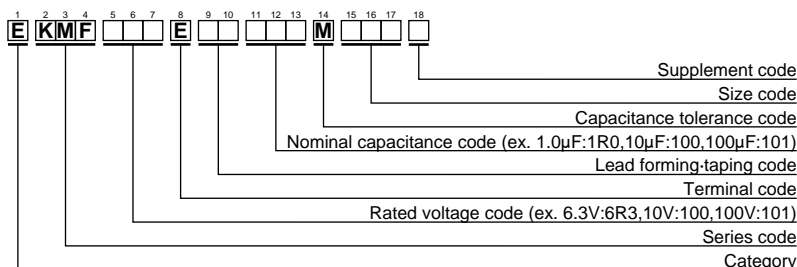 1 2 3 4 5 6 7 8 9 10 11 12 13 14 15 16 17 18
E K M F E M
Supplement code
Size code
Capacitance tolerance code
Nominal capacitance code (ex. 1.0µF:1R0,10µF:100,100µF:101)
Lead forming·taping code
Terminal code
Rated voltage code (ex. 6.3V:6R3,10V:100,100V:101)
Series code
Category